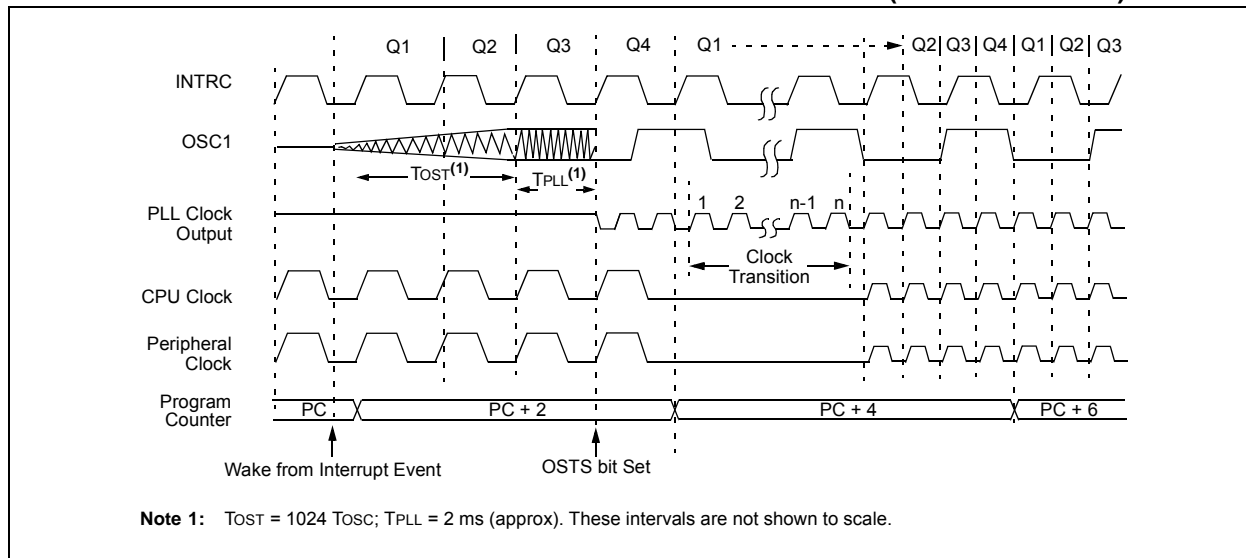 Q1 Q2 Q3 Q4 Q1 Q2 Q3 Q4 Q1 Q2 Q3
INTRC
OSC1
TOST(1) TPLL(1)
1 2 n-1 n
PLL Clock
Output
Clock
Transition
CPU Clock
Peripheral
Clock
Program
Counter
PC PC + 2 PC + 4 PC + 6
Wake from Interrupt Event OSTS bit Set
Note 1: TOST = 1024 TOSC; TPLL = 2 ms (approx). These intervals are not shown to scale.